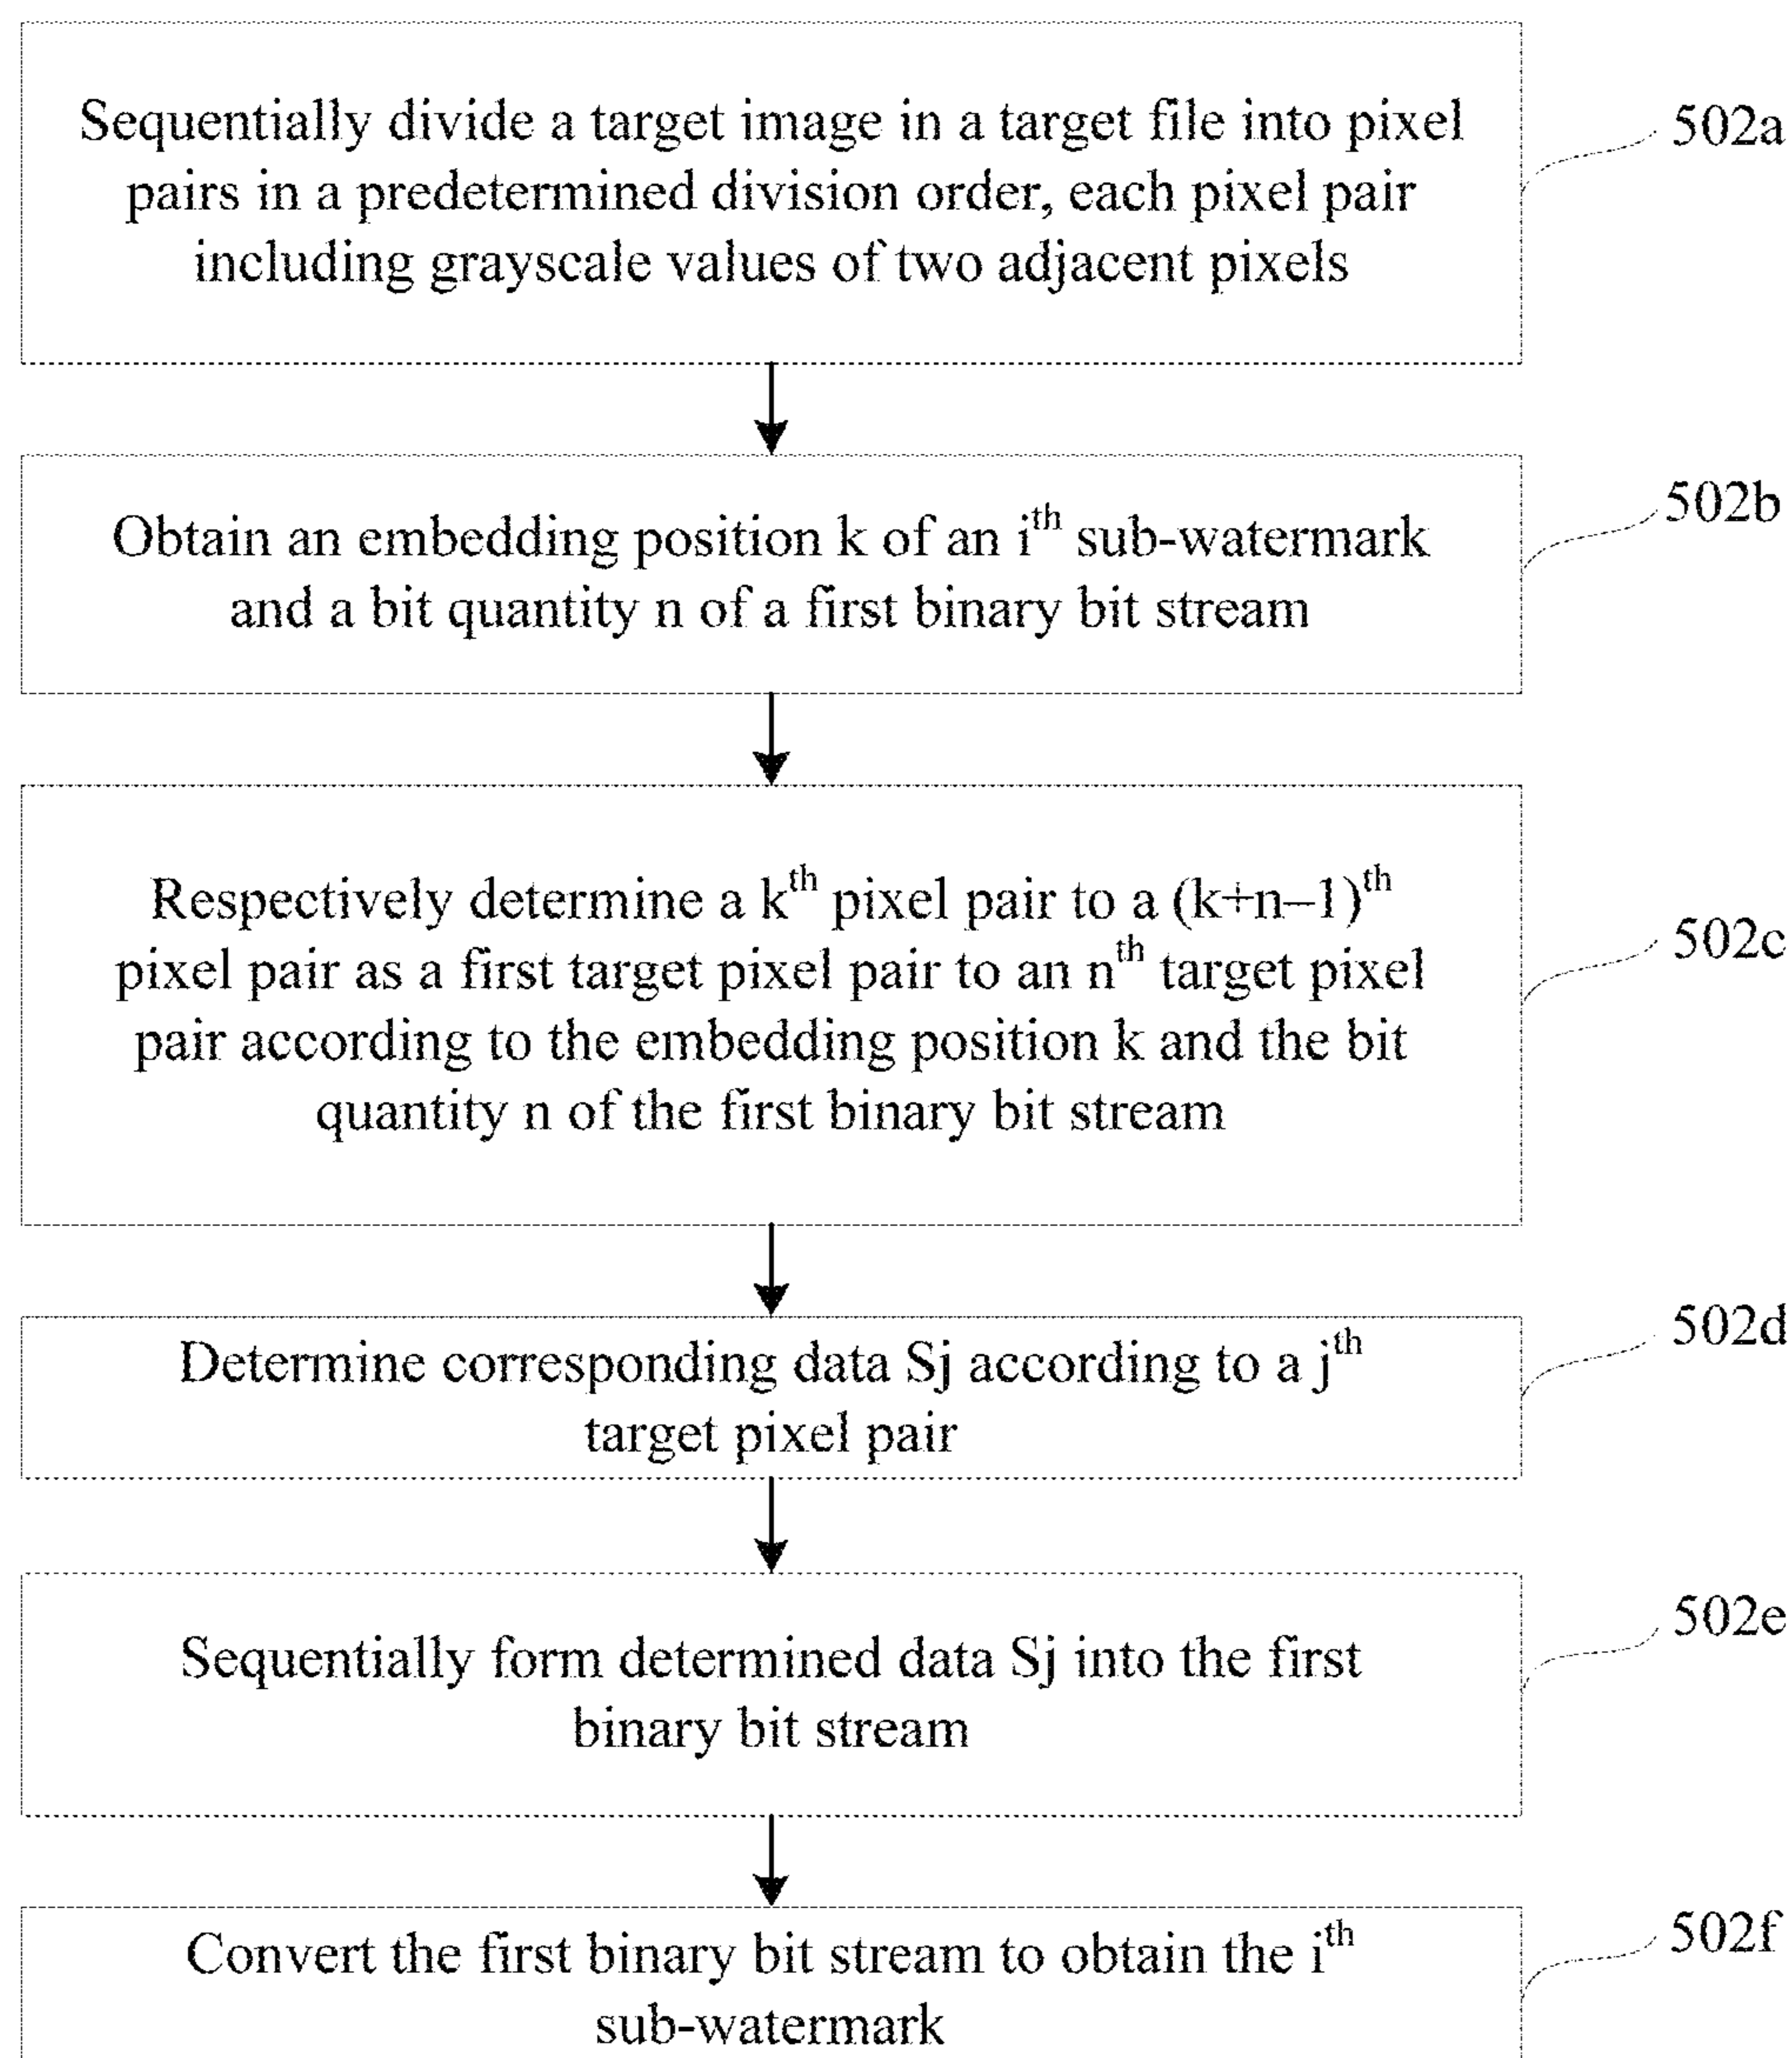 Sequentially divide a target image in a target file into pixel
pairs in a predetermined division order, each pixel pair
including grayscale values of two adjacent pixels
502a
Obtain an embedding position k of an i^th sub-watermark
and a bit quantity n of a first binary bit stream
502b
Respectively determine a k^th pixel pair to a (k+n–1)^th
pixel pair as a first target pixel pair to an n^th target pixel
pair according to the embedding position k and the bit
quantity n of the first binary bit stream
502c
Determine corresponding data Sj according to a j^th
target pixel pair
502d
Sequentially form determined data Sj into the first
binary bit stream
502e
Convert the first binary bit stream to obtain the i^th
sub-watermark
502f